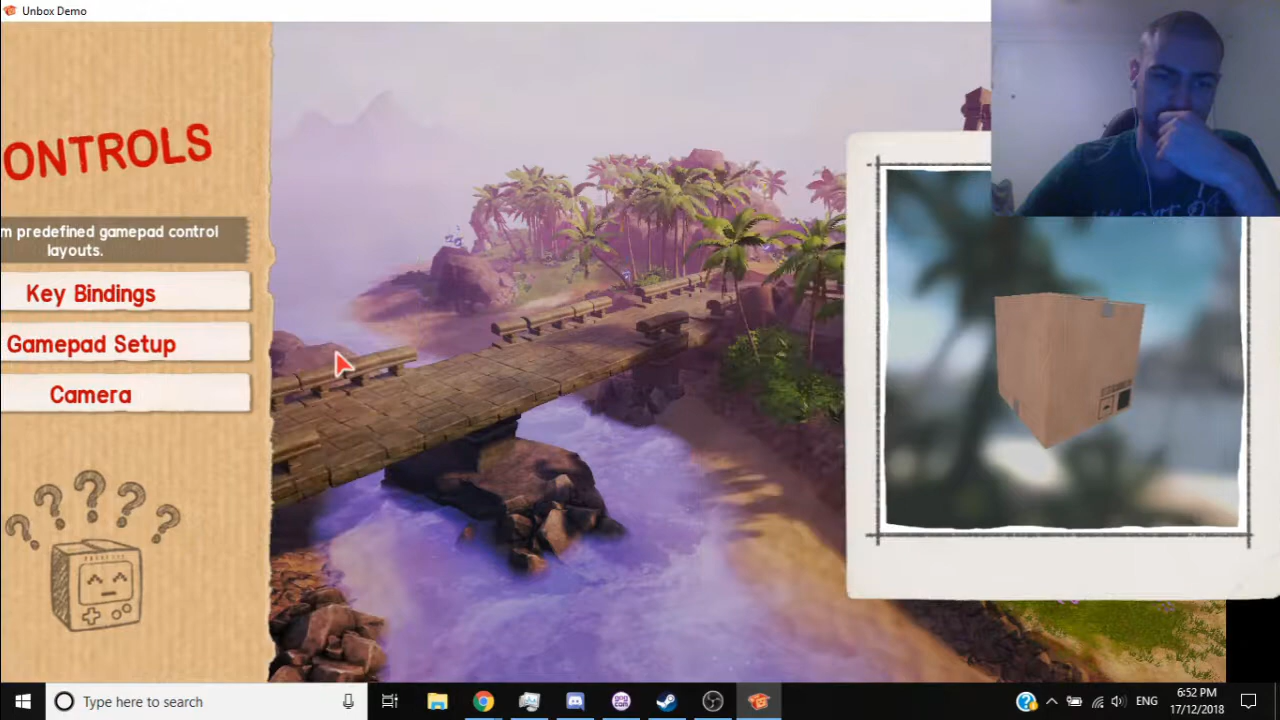 Unbox Demo
ONTROLS
m predefined gamepad control
layouts.
Key Bindings
Gamepad Setup
Camera
Type here to search
ENG
6:52 PM
17/12/2018